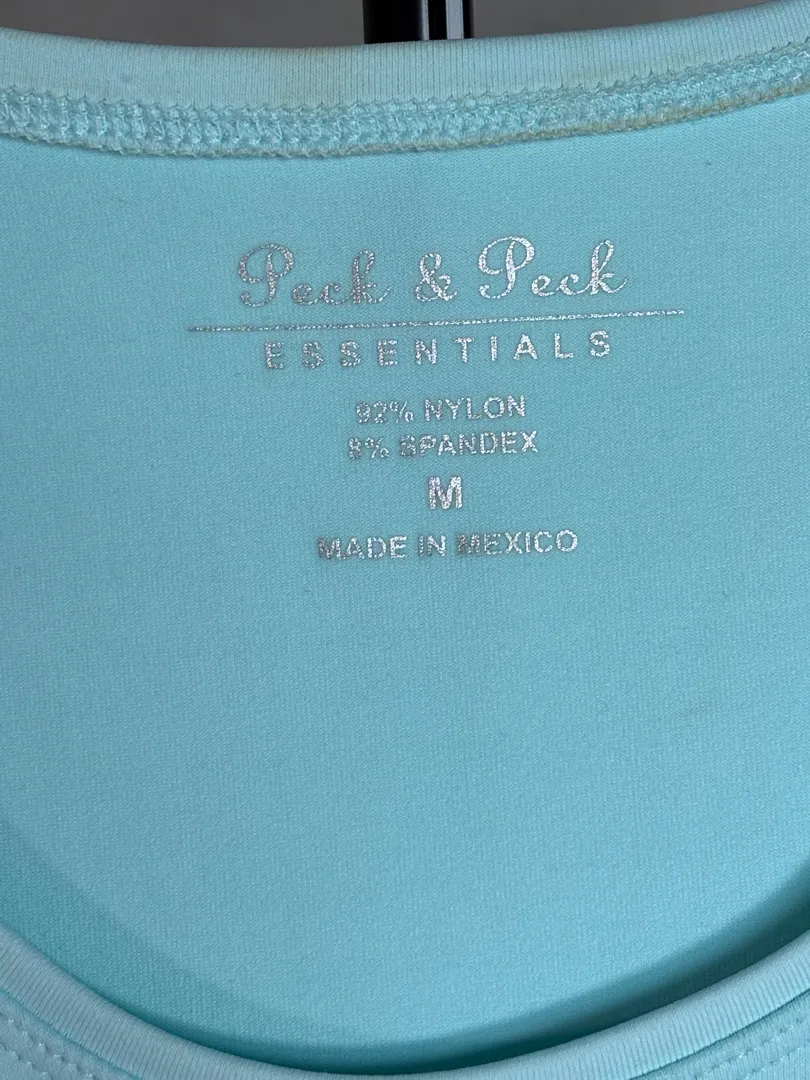 Peck & Peck
ESSENTIALS
92% NYLON
8% SPANDEX
M
MADE IN MEXICO